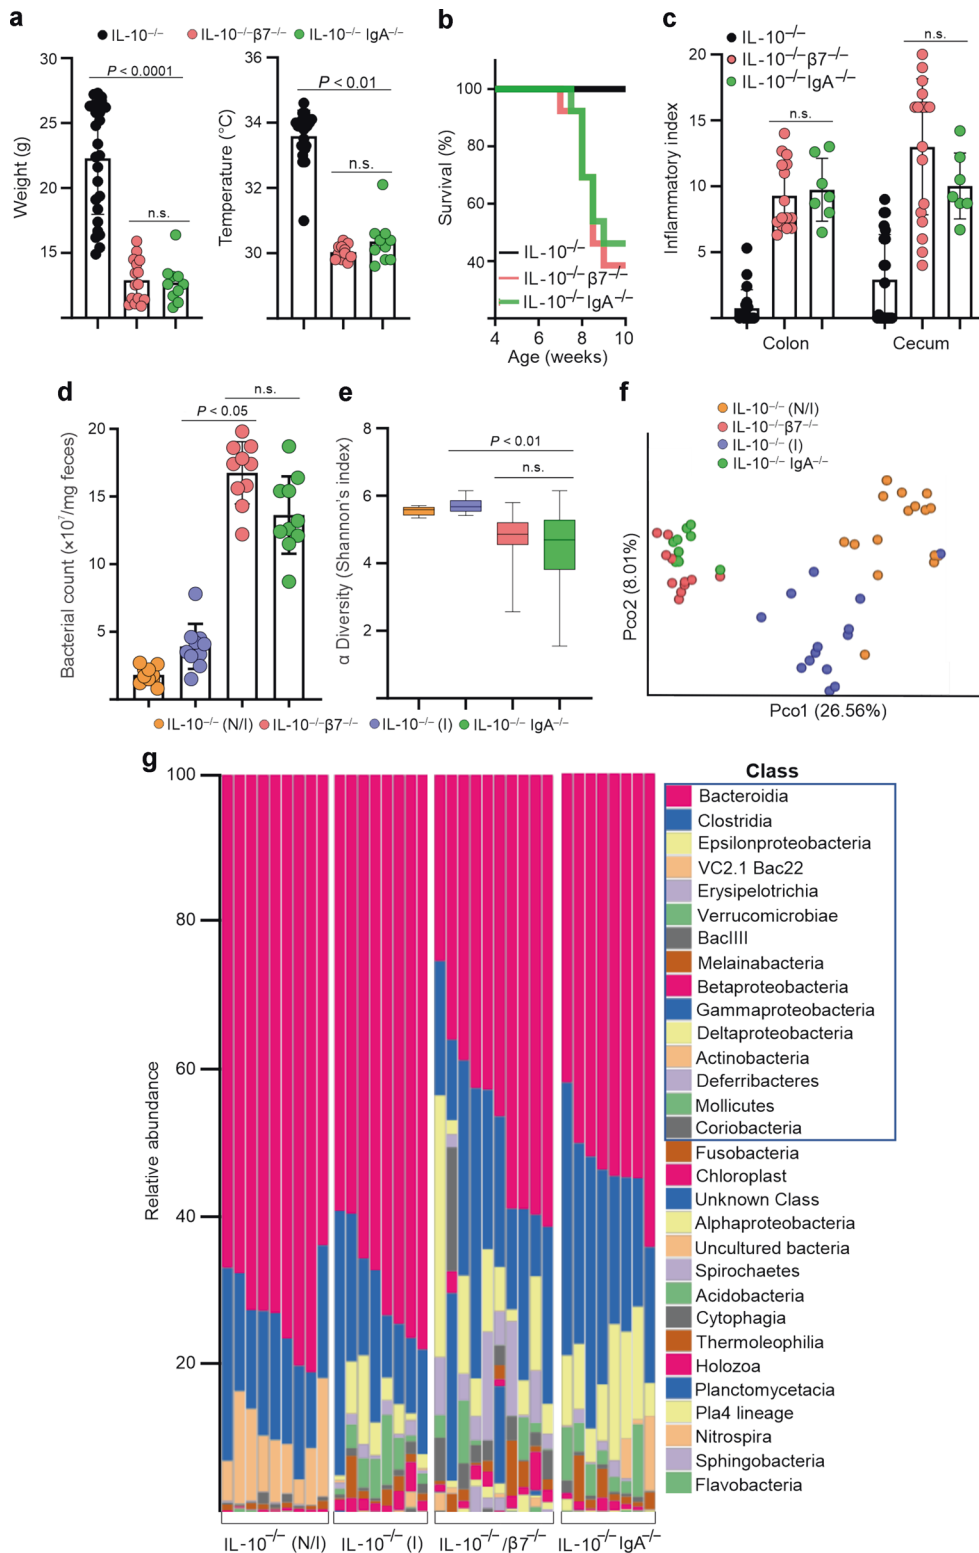 a
IL-10⁻/⁻ IL-10⁻/⁻β7⁻/⁻ IL-10⁻/⁻ IgA⁻/⁻
Weight (g)
30
25
20
15
P < 0.0001
n.s.
Temperature (°C)
36
34
32
30
P < 0.01
n.s.
b
Survival (%)
100
80
60
40
IL-10⁻/⁻
IL-10⁻/⁻ β7⁻/⁻
IL-10⁻/⁻ IgA⁻/⁻
4 6 8 10
Age (weeks)
c
IL-10⁻/⁻
IL-10⁻/⁻β7⁻/⁻
IL-10⁻/⁻ IgA⁻/⁻
Inflammatory index
20
15
10
5
n.s.
n.s.
Colon Cecum
d
Bacterial count (x10⁷/mg feces)
20
15
10
5
n.s.
P < 0.05
e
α Diversity (Shannon's index)
8
6
4
2
P < 0.01
n.s.
IL-10⁻/⁻ (N/I) IL-10⁻/⁻β7⁻/⁻ IL-10⁻/⁻ (I) IL-10⁻/⁻ IgA⁻/⁻
f
IL-10⁻/⁻ (N/I)
IL-10⁻/⁻β7⁻/⁻
IL-10⁻/⁻ (I)
IL-10⁻/⁻ IgA⁻/⁻
Pco2 (8.01%)
Pco1 (26.56%)
g
Relative abundance
100
80
60
40
20
IL-10⁻/⁻ (N/I) IL-10⁻/⁻ (I) IL-10⁻/⁻/β7⁻/⁻ IL-10⁻/⁻IgA⁻/⁻
Class
Bacteroidia
Clostridia
Epsilonproteobacteria
VC2.1 Bac22
Erysipelotrichia
Verrucomicrobiae
BacIIII
Melainabacteria
Betaproteobacteria
Gammaproteobacteria
Deltaproteobacteria
Actinobacteria
Deferribacteres
Mollicutes
Coriobacteria
Fusobacteria
Chloroplast
Unknown Class
Alphaproteobacteria
Uncultured bacteria
Spirochaetes
Acidobacteria
Cytophagia
Thermoleophilia
Holozoa
Planctomycetacia
Pla4 lineage
Nitrospira
Sphingobacteria
Flavobacteria